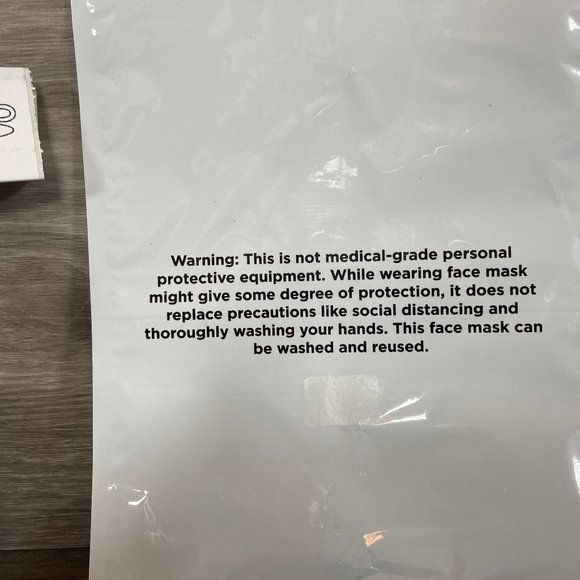 Warning: This is not medical-grade personal
protective equipment. While wearing face mask
might give some degree of protection, it does not
replace precautions like social distancing and
thoroughly washing your hands. This face mask can
be washed and reused.